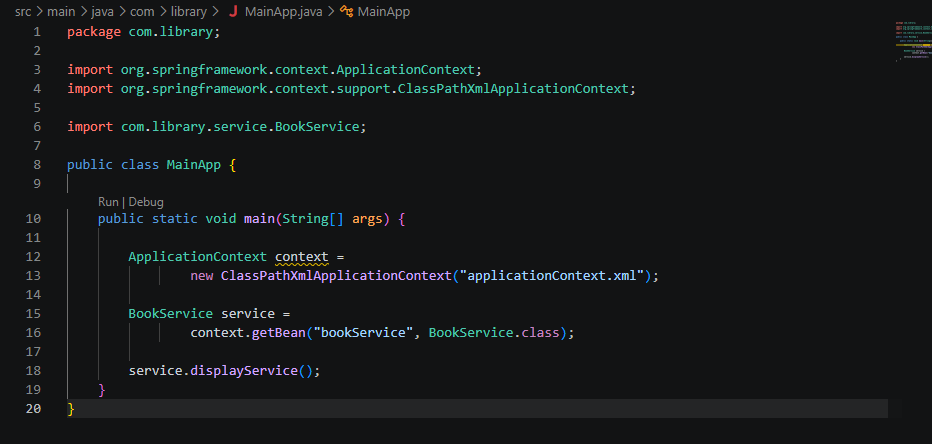 src > main > java > com > library > J MainApp.java > MainApp
1 package com.library;
2
3 import org.springframework.context.ApplicationContext;
4 import org.springframework.context.support.ClassPathXmlApplicationContext;
5
6 import com.library.service.BookService;
7
8 public class MainApp {
9
Run | Debug
10 public static void main(String[] args) {
11
12 ApplicationContext context =
13 new ClassPathXmlApplicationContext("applicationContext.xml");
14
15 BookService service =
16 context.getBean("bookService", BookService.class);
17
18 service.displayService();
19 }
20 }